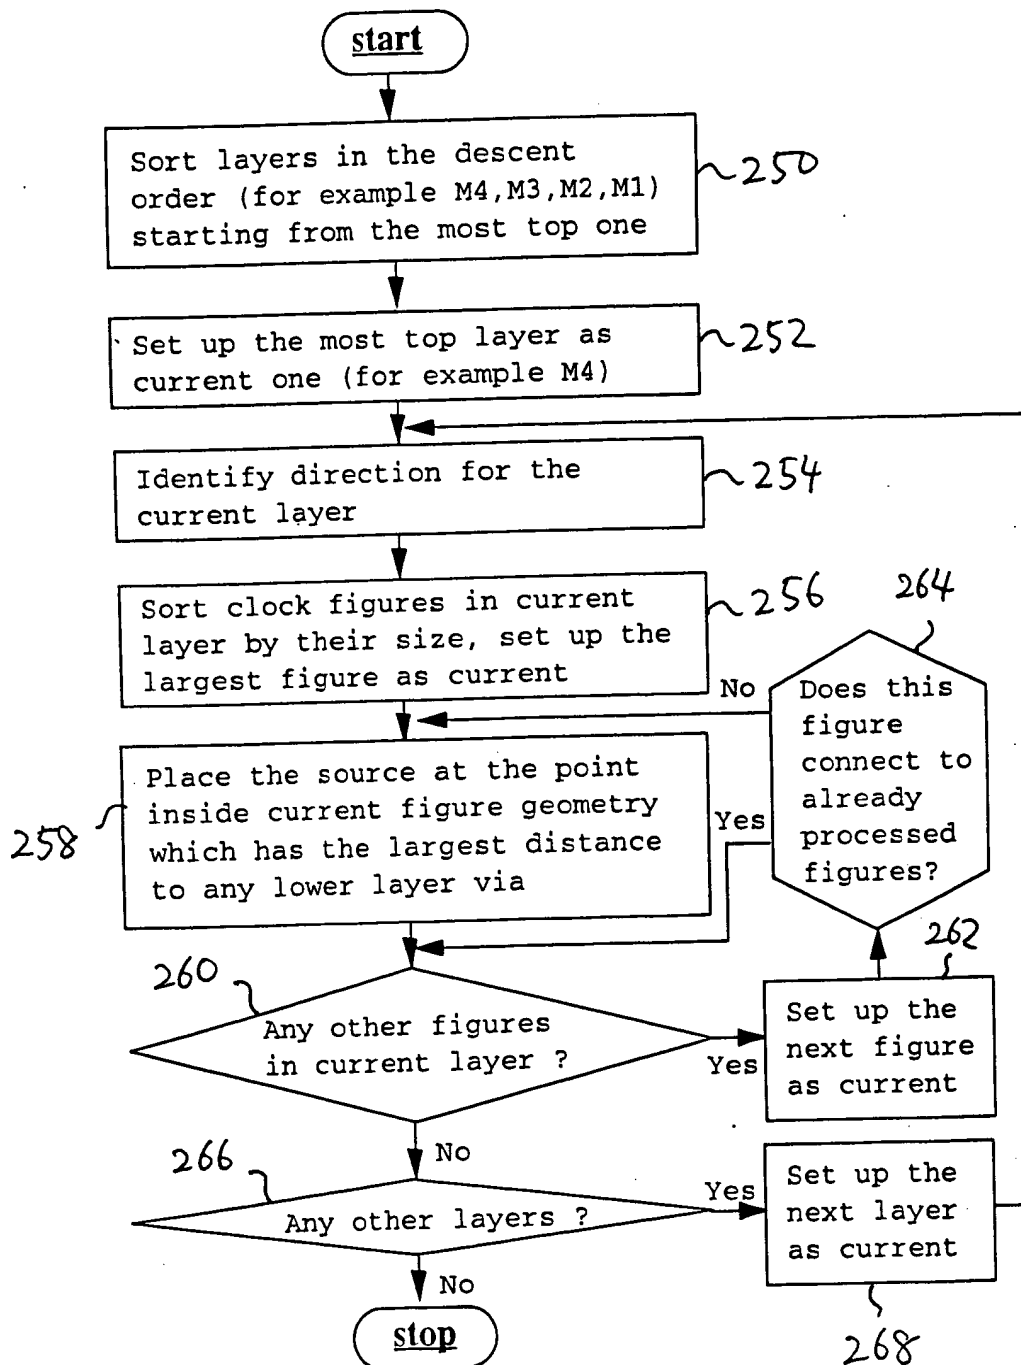 start
Sort layers in the descent
order (for example M4,M3,M2,M1)
starting from the most top one
250
Set up the most top layer as
current one (for example M4)
252
Identify direction for the
current layer
254
Sort clock figures in current
layer by their size, set up the
largest figure as current
256
264
Does this
figure
connect to
already
processed
figures?
No
Yes
Place the source at the point
inside current figure geometry
which has the largest distance
to any lower layer via
258
260
Any other figures
in current layer ?
Yes
262
Set up the
next figure
as current
No
266
Any other layers ?
Yes
Set up the
next layer
as current
268
No
stop